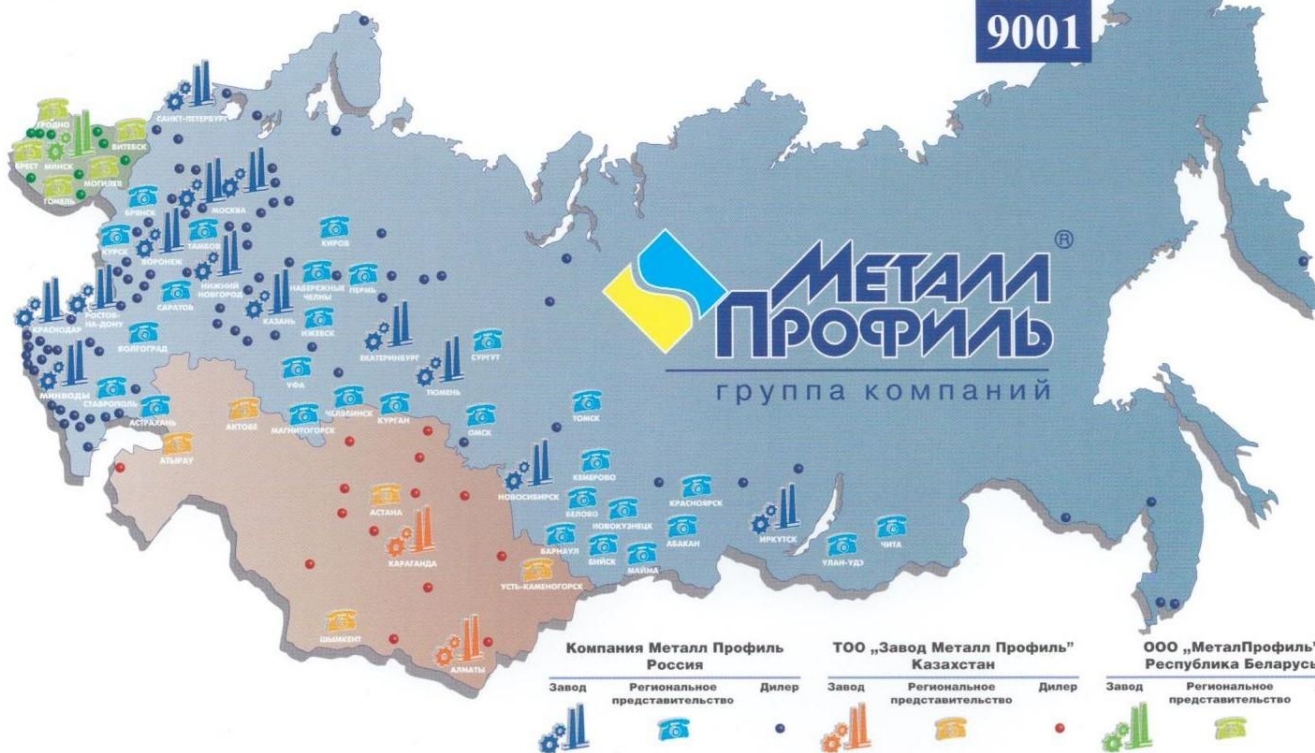 9001
САНКТ-ПЕТЕРБУРГ
ГРОДНО
ВИТЕБСК
БРЕСТ
МИНСК
МОГИЛЕВ
ГОМЕЛЬ
БРЯНСК
МОСКВА
КУРСК
ВОРОНЕЖ
ТАМБОВ
КИРОВ
НИЖНИЙ
НОВГОРОД
НАБЕРЕЖНЫЕ
ЧЕЛНЫ
ПЕРМЬ
САРАТОВ
КАЗАНЬ
ИЖЕВСК
КРАСНОДАР
РОСТОВ-
НА-ДОНУ
ВОЛГОГРАД
ЕКАТЕРИНБУРГ
СУРГУТ
МИНВОДЫ
СТАВРОПОЛЬ
УФА
ТЮМЕНЬ
АСТРАХАНЬ
АКТОБЕ
МАГНИТОГОРСК
ЧЕЛЯБИНСК
КУРГАН
ОМСК
ТОМСК
АТЫРАУ
НОВОСИБИРСК
КЕМЕРОВО
АСТАНА
БЕЛОВО
НОВОКУЗНЕЦК
КРАСНОЯРСК
ИРКУТСК
КАРАГАНДА
БАРНАУЛ
БИЙСК
МАЙНА
АБАКАН
УЛАН-УДЭ
ЧИТА
УСТЬ-КАМЕНОГОРСК
ШЫМКЕНТ
АЛМАТЫ
МЕТАЛЛ ®
ПРОФИЛЬ
группа компаний
Компания Металл Профиль
Россия
Завод Региональное Дилер
представительство
ТОО „Завод Металл Профиль”
Казахстан
Завод Региональное Дилер
представительство
ООО „МеталПрофиль”
Республика Беларусь
Завод Региональное
представительство